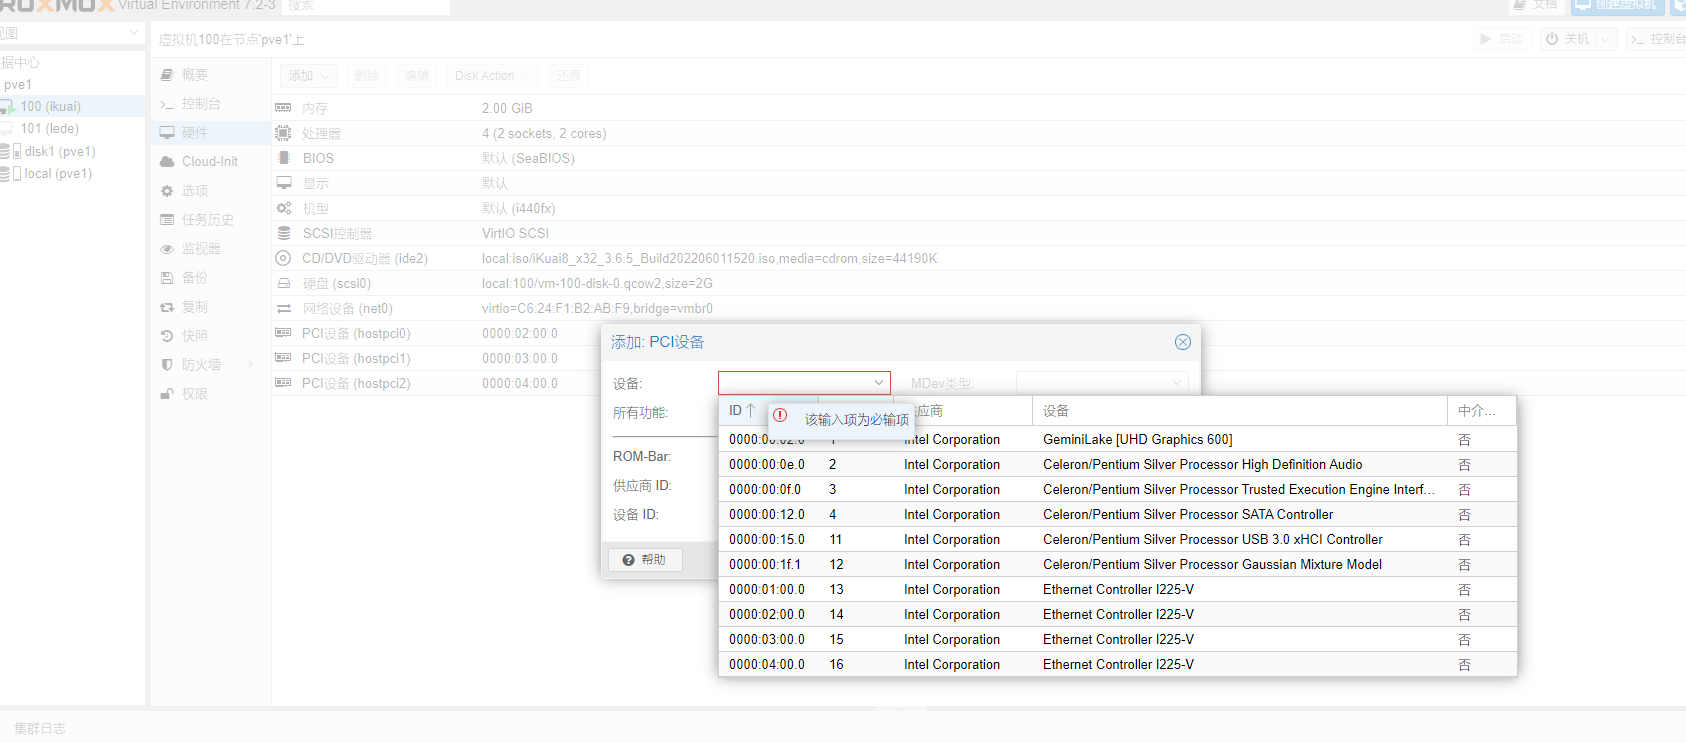 Virtual Environment 7.2-3 搜索 文档 创建虚拟机
虚拟机100在节点'pve1'上 启动 关机 控制台
据中心
pve1
100 (ikuai)
101 (lede)
disk1 (pve1)
local (pve1)
概要
控制台
硬件
Cloud-Init
选项
任务历史
监视器
备份
复制
快照
防火墙
权限
添加 删除 编辑 Disk Action 还原
内存 2.00 GiB
处理器 4 (2 sockets, 2 cores)
BIOS 默认 (SeaBIOS)
显示 默认
机型 默认 (i440fx)
SCSI控制器 VirtIO SCSI
CD/DVD驱动器 (ide2) local:iso/iKuai8_x32_3.6.5_Build202206011520.iso,media=cdrom,size=44190K
硬盘 (scsi0) local:100/vm-100-disk-0.qcow2,size=2G
网络设备 (net0) virtio=C6:24:F1:B2:AB:F9,bridge=vmbr0
PCI设备 (hostpci0) 0000:02:00.0
PCI设备 (hostpci1) 0000:03:00.0
PCI设备 (hostpci2) 0000:04:00.0
添加: PCI设备
设备: MDev类型:
所有功能:
ROM-Bar:
供应商 ID:
设备 ID:
帮助
该输入项为必输项
ID 应商 设备 中介...
0000:00:02.0 1 Intel Corporation GeminiLake [UHD Graphics 600] 否
0000:00:0e.0 2 Intel Corporation Celeron/Pentium Silver Processor High Definition Audio 否
0000:00:0f.0 3 Intel Corporation Celeron/Pentium Silver Processor Trusted Execution Engine Interf... 否
0000:00:12.0 4 Intel Corporation Celeron/Pentium Silver Processor SATA Controller 否
0000:00:15.0 11 Intel Corporation Celeron/Pentium Silver Processor USB 3.0 xHCI Controller 否
0000:00:1f.1 12 Intel Corporation Celeron/Pentium Silver Processor Gaussian Mixture Model 否
0000:01:00.0 13 Intel Corporation Ethernet Controller I225-V 否
0000:02:00.0 14 Intel Corporation Ethernet Controller I225-V 否
0000:03:00.0 15 Intel Corporation Ethernet Controller I225-V 否
0000:04:00.0 16 Intel Corporation Ethernet Controller I225-V 否
集群日志